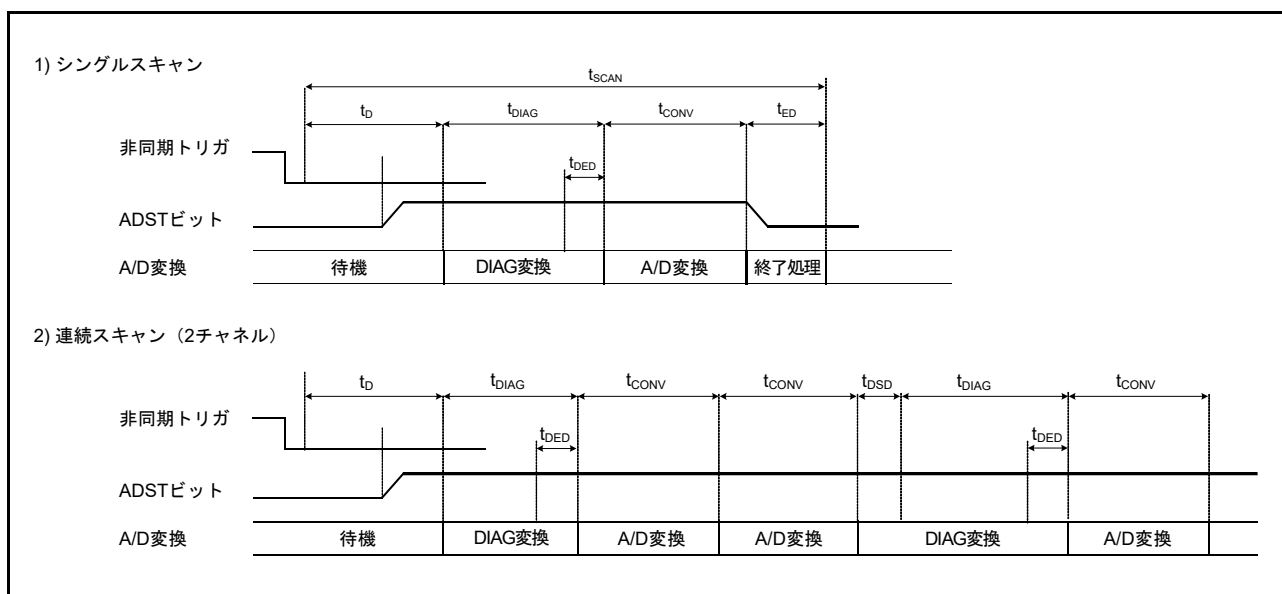 1) シングルスキャン
tSCAN
tD tDIAG tCONV tED
非同期トリガ
tDED
ADSTビット
A/D変換 待機 DIAG変換 A/D変換 終了処理
2) 連続スキャン（2チャネル）
tD tDIAG tCONV tCONV tDSD tDIAG tCONV
非同期トリガ
tDED tDED
ADSTビット
A/D変換 待機 DIAG変換 A/D変換 A/D変換 DIAG変換 A/D変換